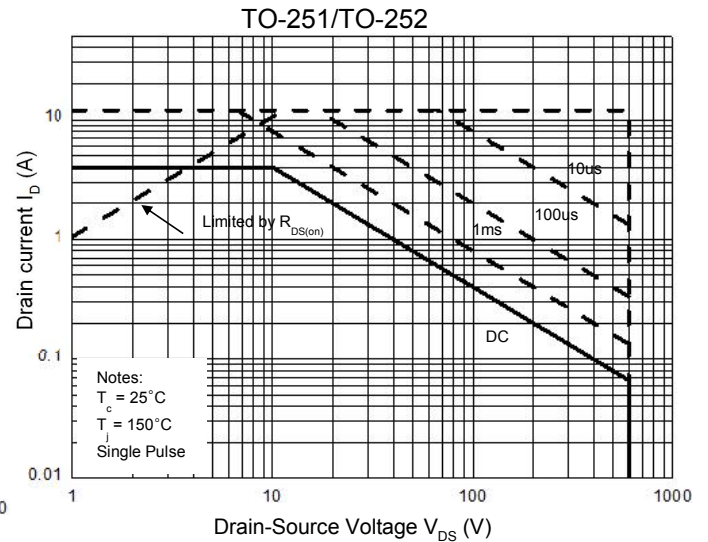 TO-251/TO-252
Drain current I_D (A)
10
1
0.1
0.01
10us
100us
1ms
DC
Limited by R_DS(on)
Notes:
T_c = 25°C
T_j = 150°C
Single Pulse
1
10
100
1000
0
Drain-Source Voltage V_DS (V)